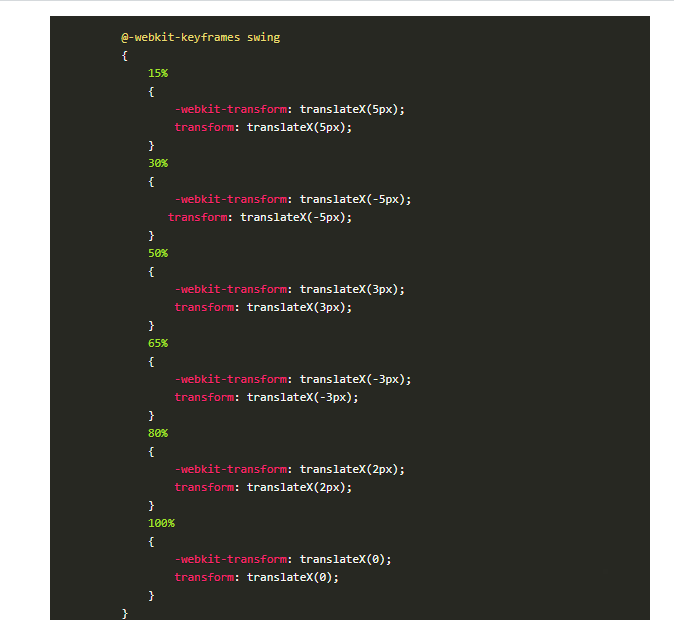 @-webkit-keyframes swing
{
15%
{
-webkit-transform: translateX(5px);
transform: translateX(5px);
}
30%
{
-webkit-transform: translateX(-5px);
transform: translateX(-5px);
}
50%
{
-webkit-transform: translateX(3px);
transform: translateX(3px);
}
65%
{
-webkit-transform: translateX(-3px);
transform: translateX(-3px);
}
80%
{
-webkit-transform: translateX(2px);
transform: translateX(2px);
}
100%
{
-webkit-transform: translateX(0);
transform: translateX(0);
}
}